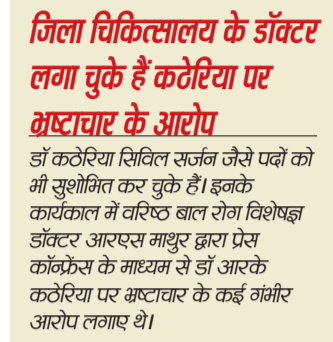 जिला चिकित्सालय के डॉक्टर
लगा चुके हैं कठेरिया पर
भ्रष्टाचार के आरोप
डॉ कठेरिया सिविल सर्जन जैसे पदों को
भी सुशोभित कर चुके हैं। इनके
कार्यकाल में वरिष्ठ बाल रोग विशेषज्ञ
डॉक्टर आरएस माथुर द्वारा प्रेस
कॉन्फ्रेंस के माध्यम से डॉ आरके
कठेरिया पर भ्रष्टाचार के कई गंभीर
आरोप लगाए थे।